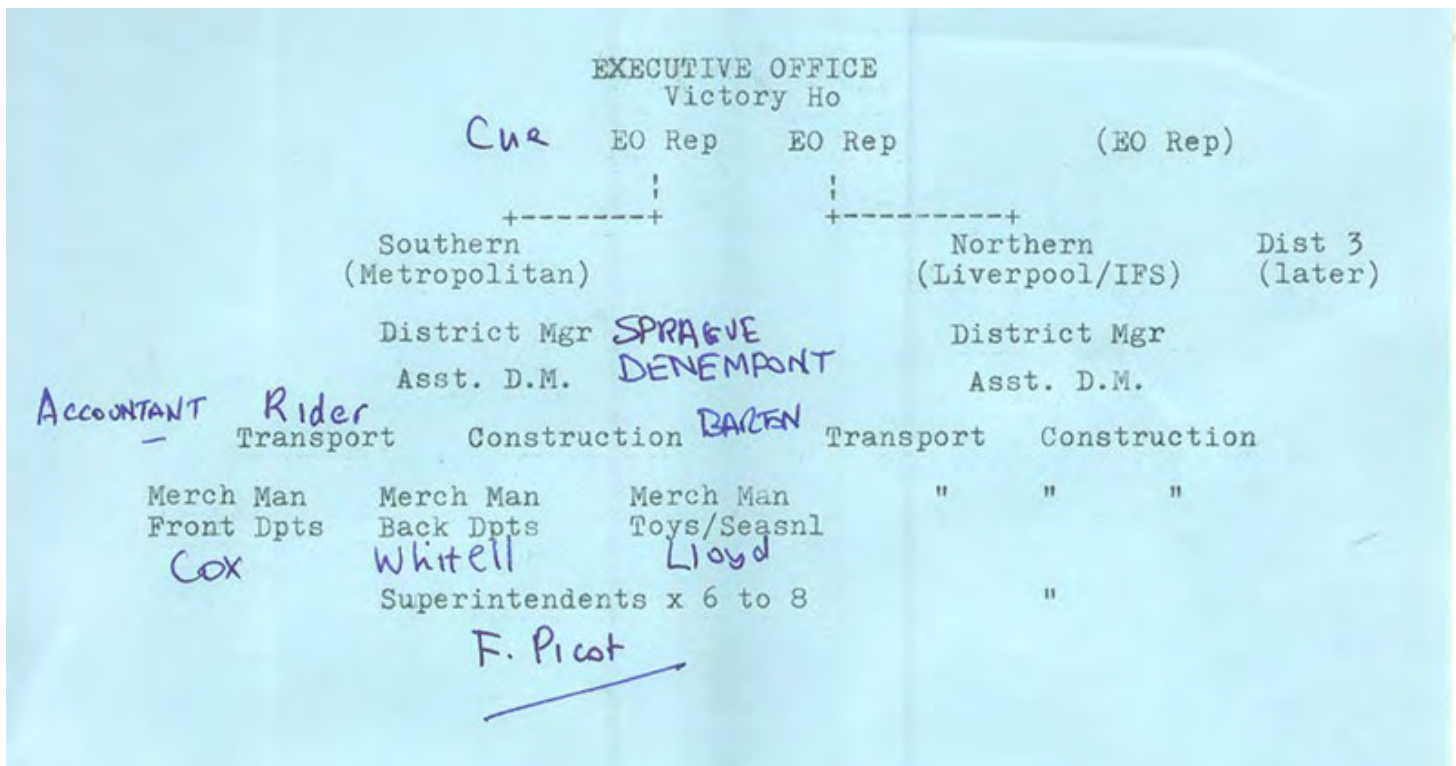 EXECUTIVE OFFICE
Victory Ho
Cue EO Rep EO Rep (EO Rep)
Southern Northern Dist 3
(Metropolitan) (Liverpool/IFS) (later)
District Mgr SPRAGUE District Mgr
Asst. D.M. DENEMPONT Asst. D.M.
ACCOUNTANT Rider
Transport Construction BARTEN Transport Construction
Merch Man Merch Man Merch Man " " "
Front Dpts Back Dpts Toys/Seasnl
Cox Whitell Lloyd
Superintendents x 6 to 8 "
F. Picot